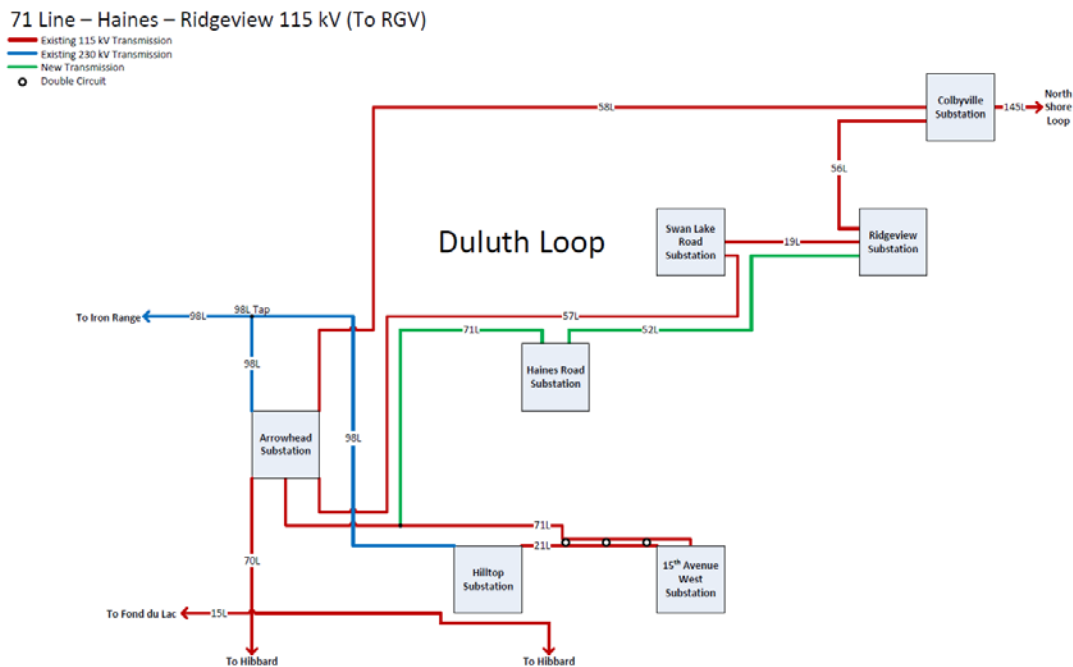 71 Line – Haines – Ridgeview 115 kV (To RGV)
Existing 115 kV Transmission
Existing 230 kV Transmission
New Transmission
Double Circuit
58L
Colbyville
Substation
145L
North
Shore
Loop
56L
Duluth Loop
Swan Lake
Road
Substation
19L
Ridgeview
Substation
To Iron Range
98L
98L Tap
57L
71L
52L
98L
Haines Road
Substation
Arrowhead
Substation
98L
71L
21L
70L
Hilltop
Substation
15th Avenue
West
Substation
To Fond du Lac
15L
To Hibbard
To Hibbard